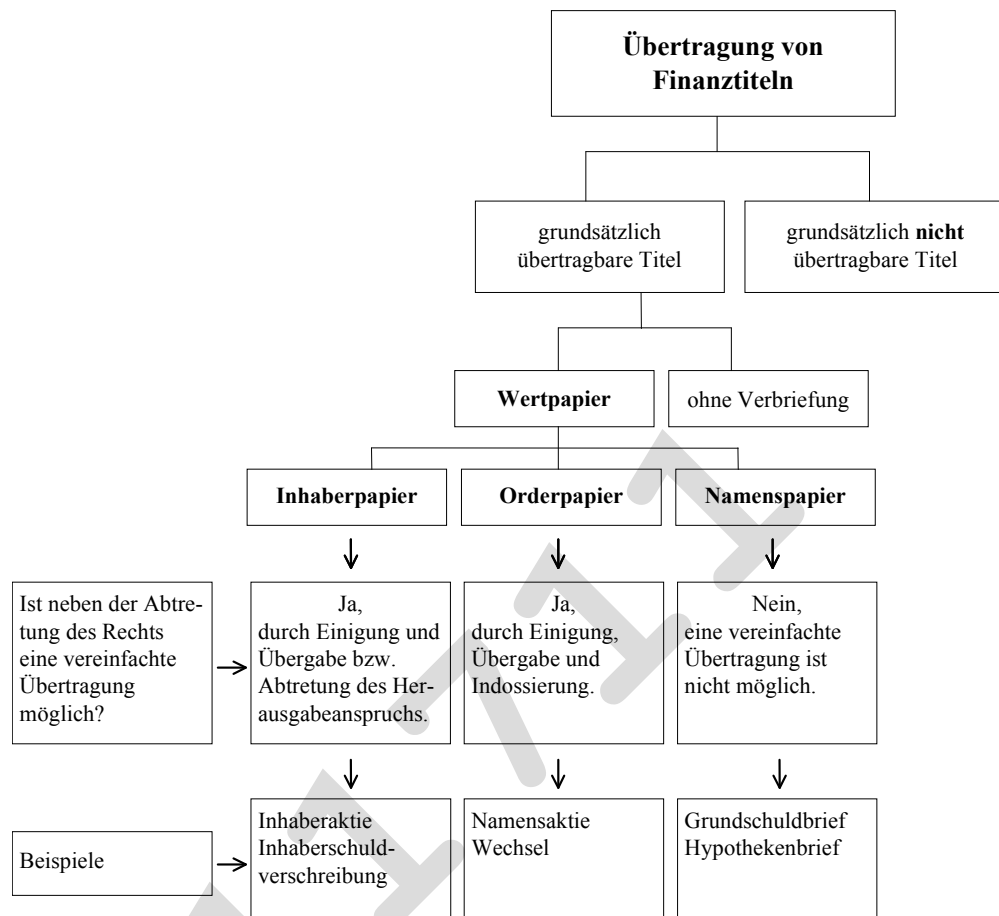 Übertragung von
Finanztiteln
grundsätzlich
übertragbare Titel
grundsätzlich nicht
übertragbare Titel
Wertpapier
ohne Verbriefung
Inhaberpapier
Orderpapier
Namenspapier
Ist neben der Abtre-
tung des Rechts
eine vereinfachte
Übertragung
möglich?
Ja,
durch Einigung und
Übergabe bzw.
Abtretung des Her-
ausgabeanspruchs.
Ja,
durch Einigung,
Übergabe und
Indossierung.
Nein,
eine vereinfachte
Übertragung ist
nicht möglich.
Beispiele
Inhaberaktie
Inhaberschuld-
verschreibung
Namensaktie
Wechsel
Grundschuldbrief
Hypothekenbrief
1711